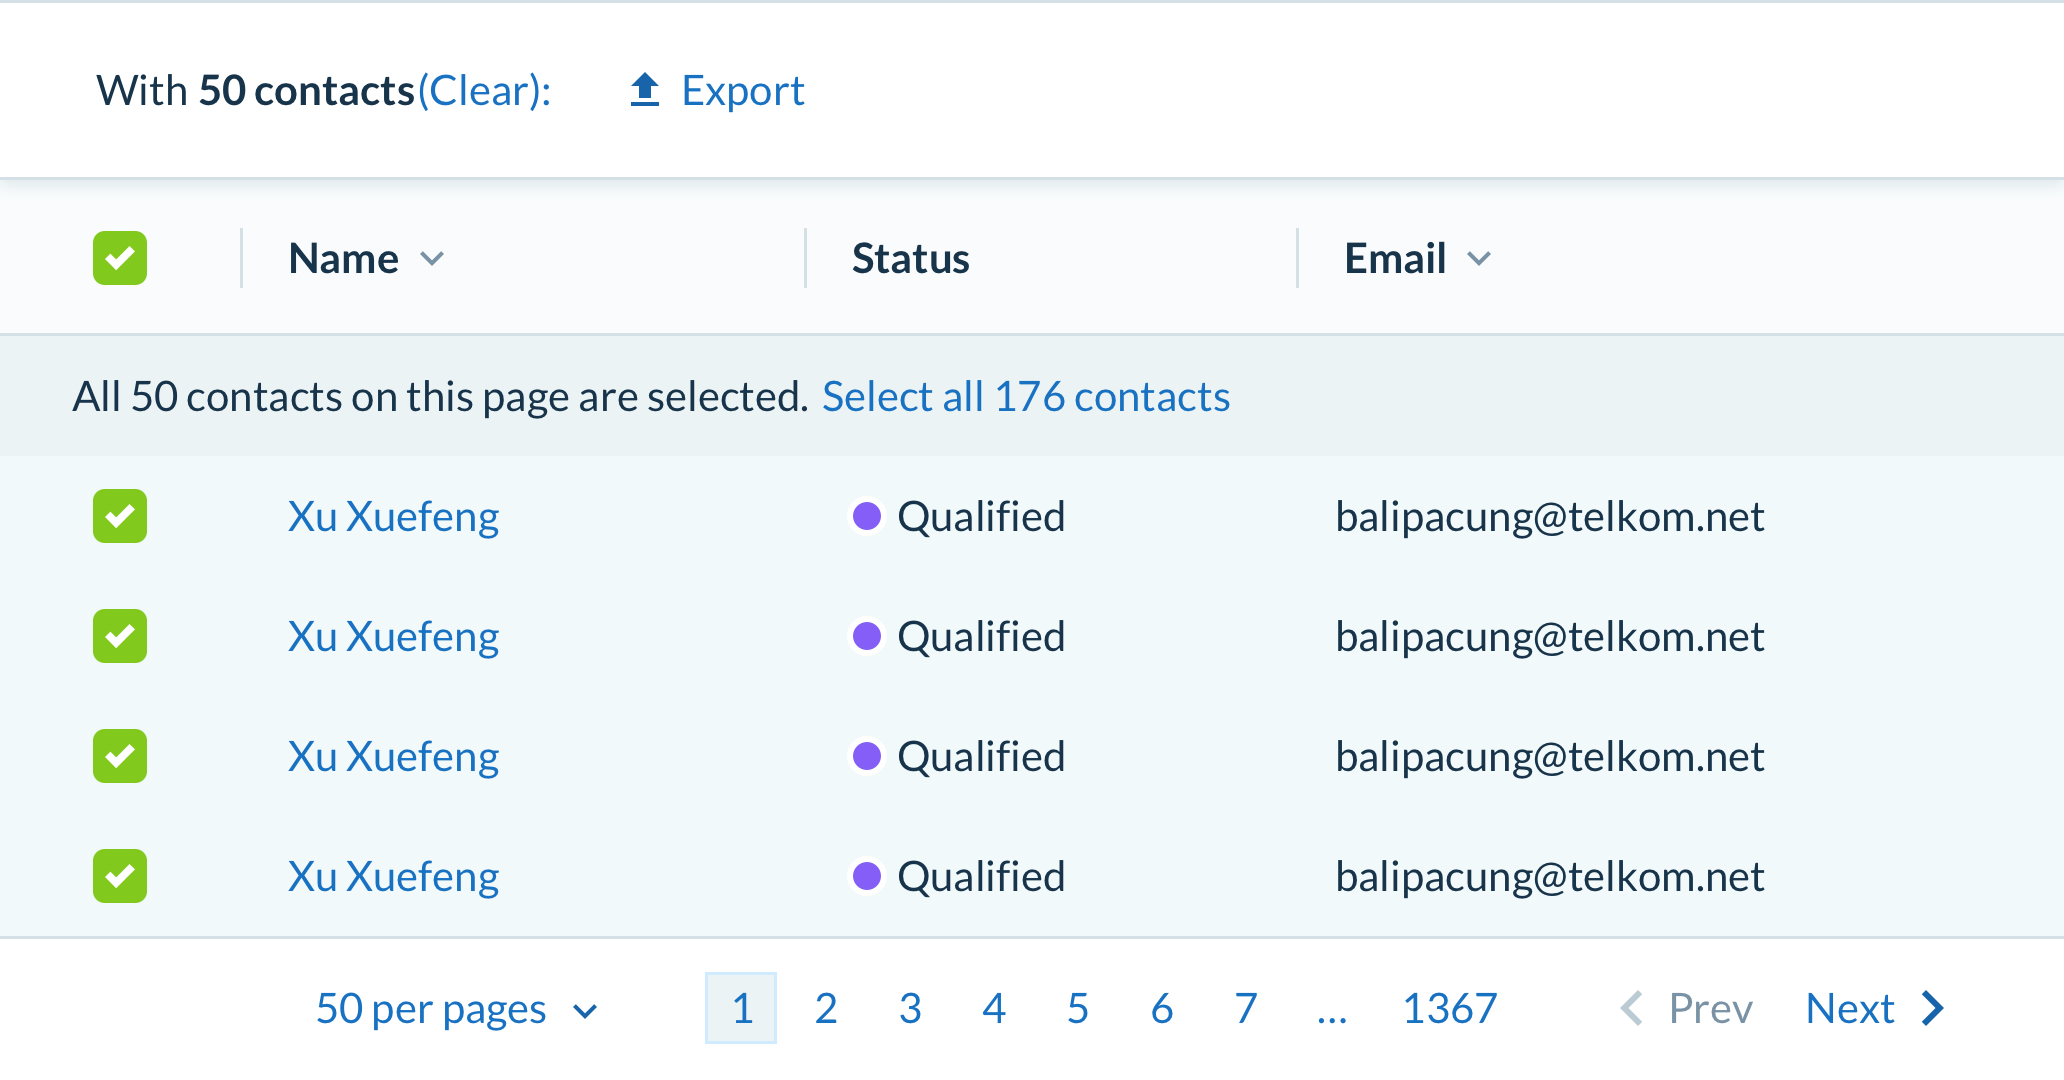 With 50 contacts(Clear): Export
Name Status Email
All 50 contacts on this page are selected. Select all 176 contacts
Xu Xuefeng Qualified balipacung@telkom.net
Xu Xuefeng Qualified balipacung@telkom.net
Xu Xuefeng Qualified balipacung@telkom.net
Xu Xuefeng Qualified balipacung@telkom.net
50 per pages 1 2 3 4 5 6 7 ... 1367 Prev Next